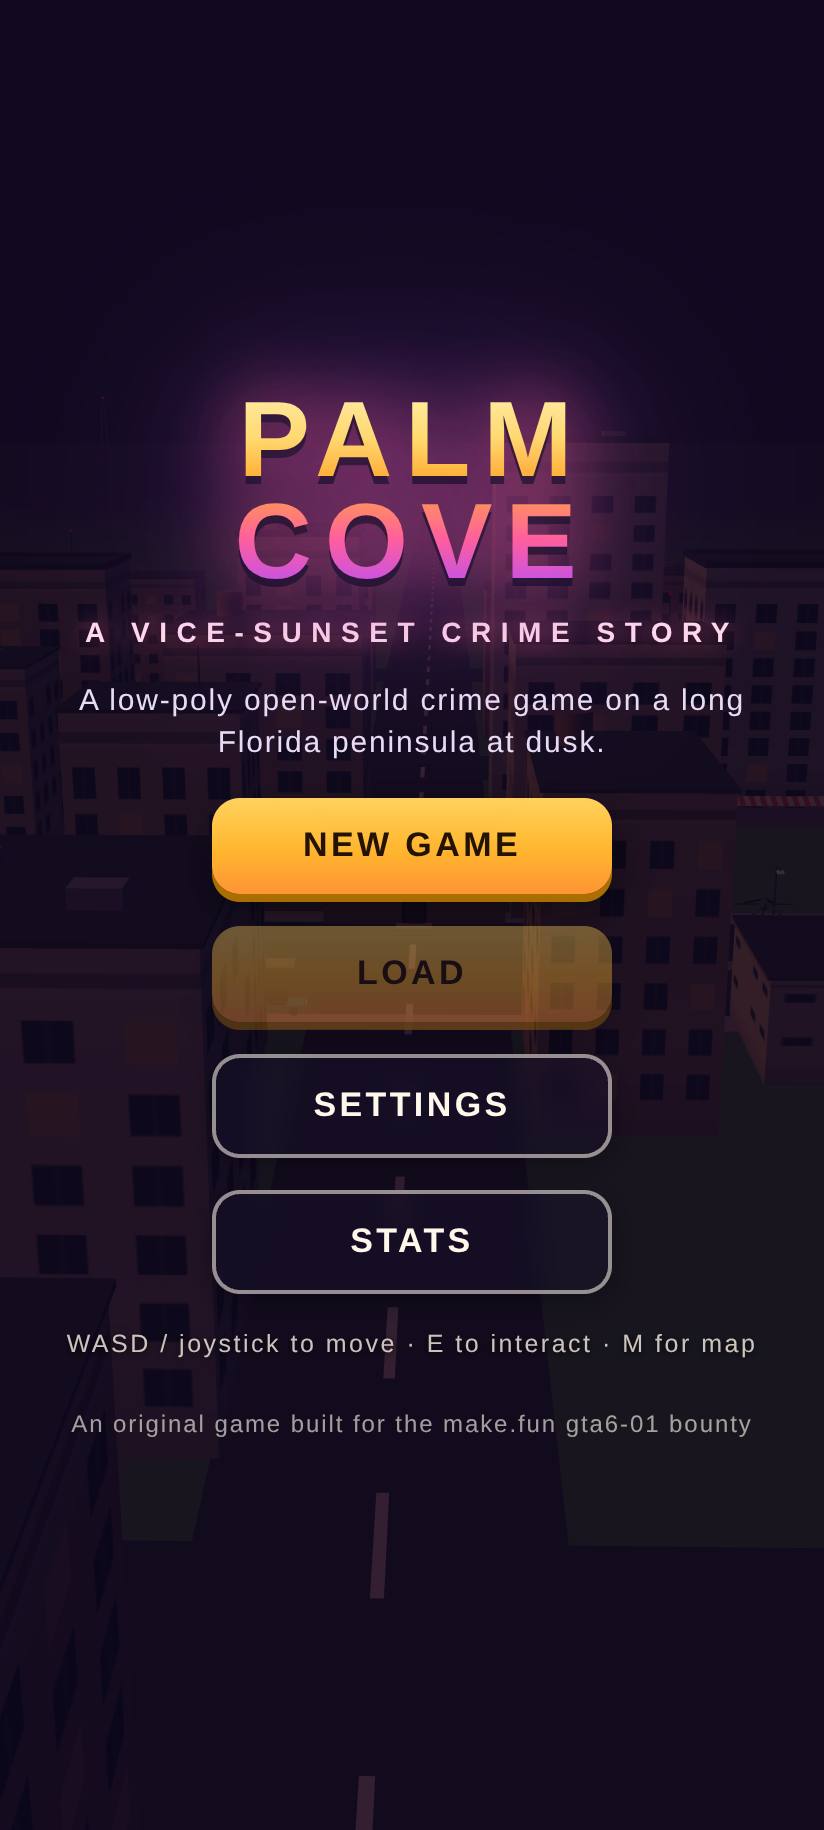 PALM
COVE
A VICE-SUNSET CRIME STORY
A low-poly open-world crime game on a long
Florida peninsula at dusk.
NEW GAME
LOAD
SETTINGS
STATS
WASD / joystick to move · E to interact · M for map
An original game built for the make.fun gta6-01 bounty